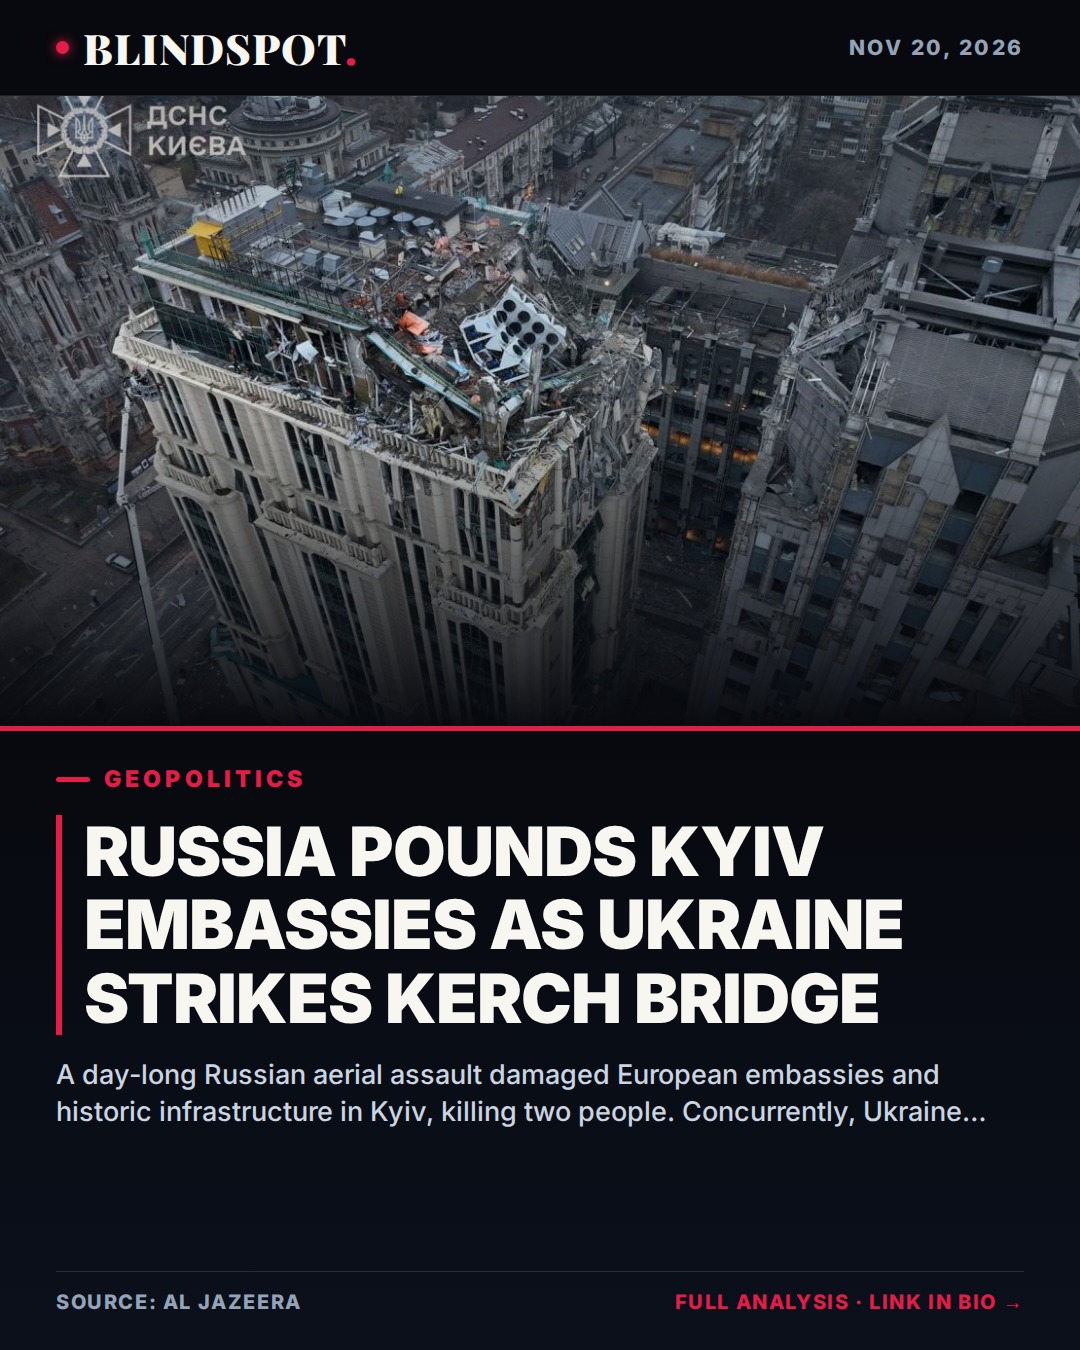 BLINDSPOT.
NOV 20, 2026
ДСНС
КИЄВА
GEOPOLITICS
RUSSIA POUNDS KYIV
EMBASSIES AS UKRAINE
STRIKES KERCH BRIDGE
A day-long Russian aerial assault damaged European embassies and
historic infrastructure in Kyiv, killing two people. Concurrently, Ukraine...
SOURCE: AL JAZEERA
FULL ANALYSIS · LINK IN BIO →